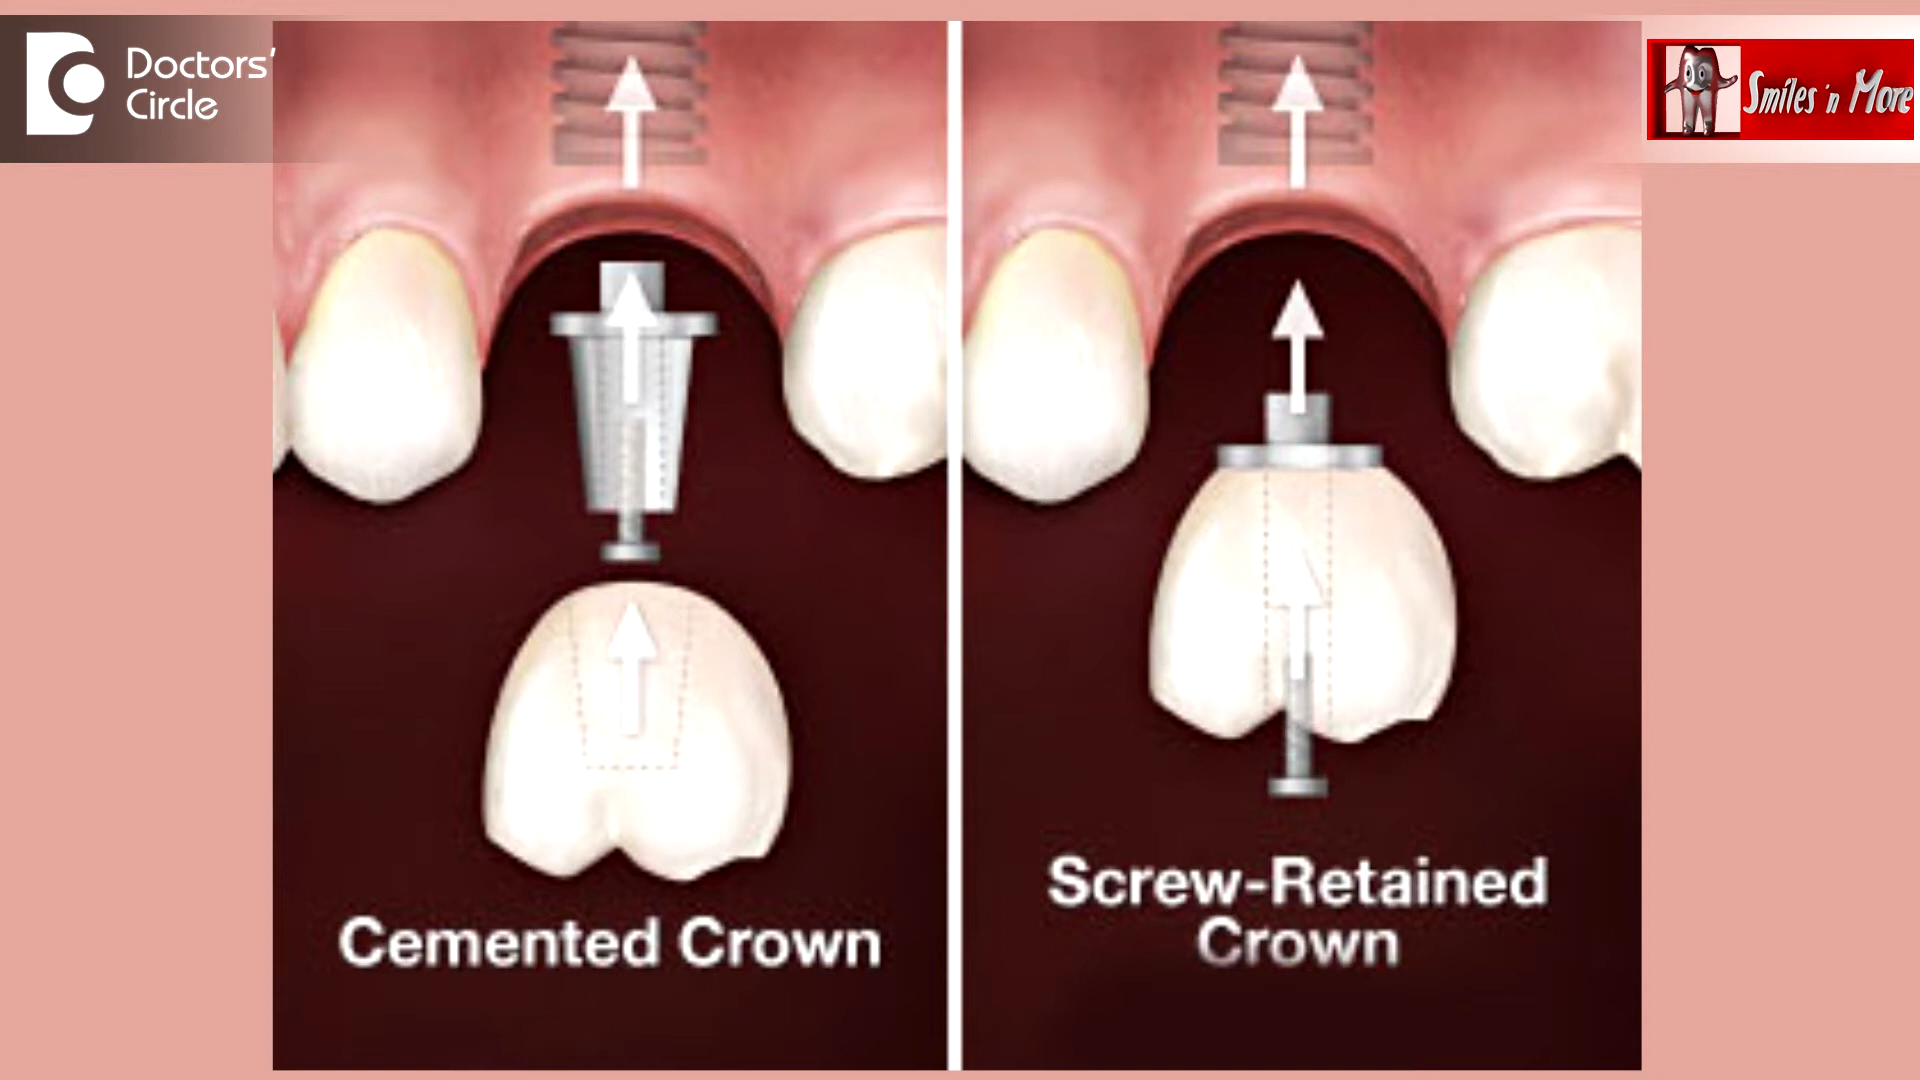 Doctors'
Circle
Smiles 'n More
Cemented Crown
Screw-Retained
Crown